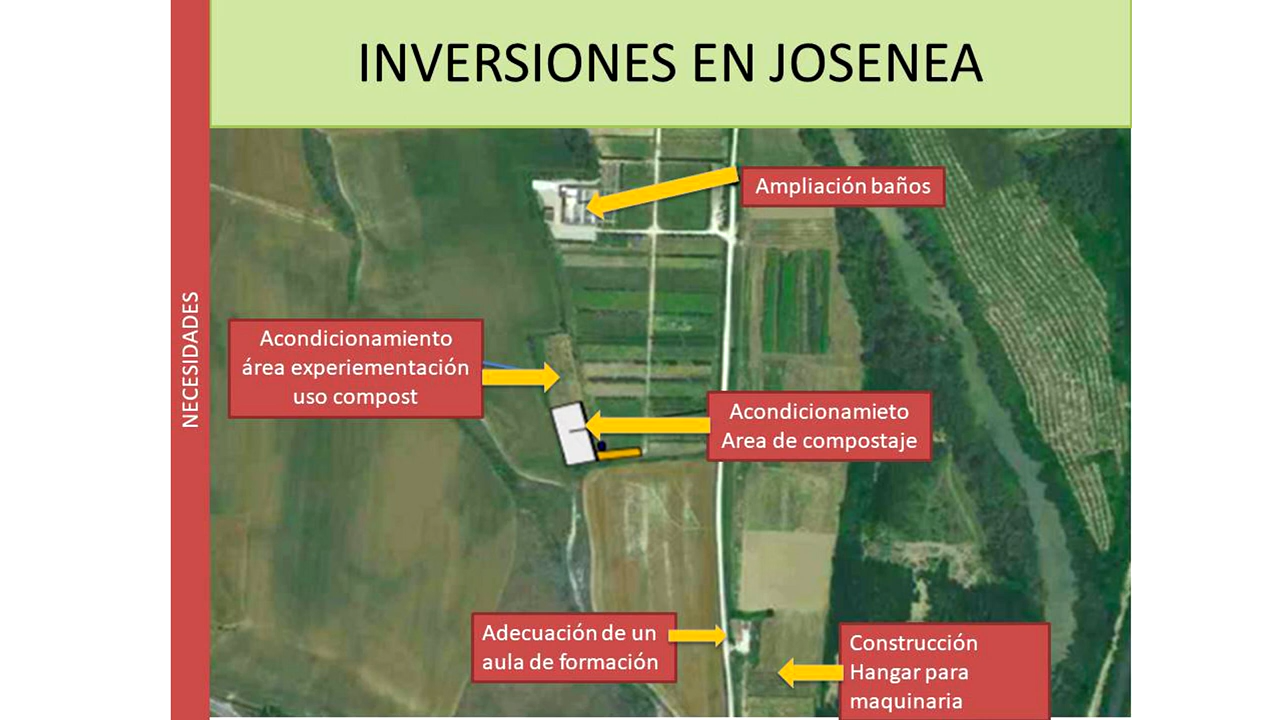 INVERSIONES EN JOSENEA
NECESIDADES
Ampliación baños
Acondicionamiento
área experiementación
uso compost
Acondicionamieto
Area de compostaje
Adecuación de un
aula de formación
Construcción
Hangar para
maquinaria